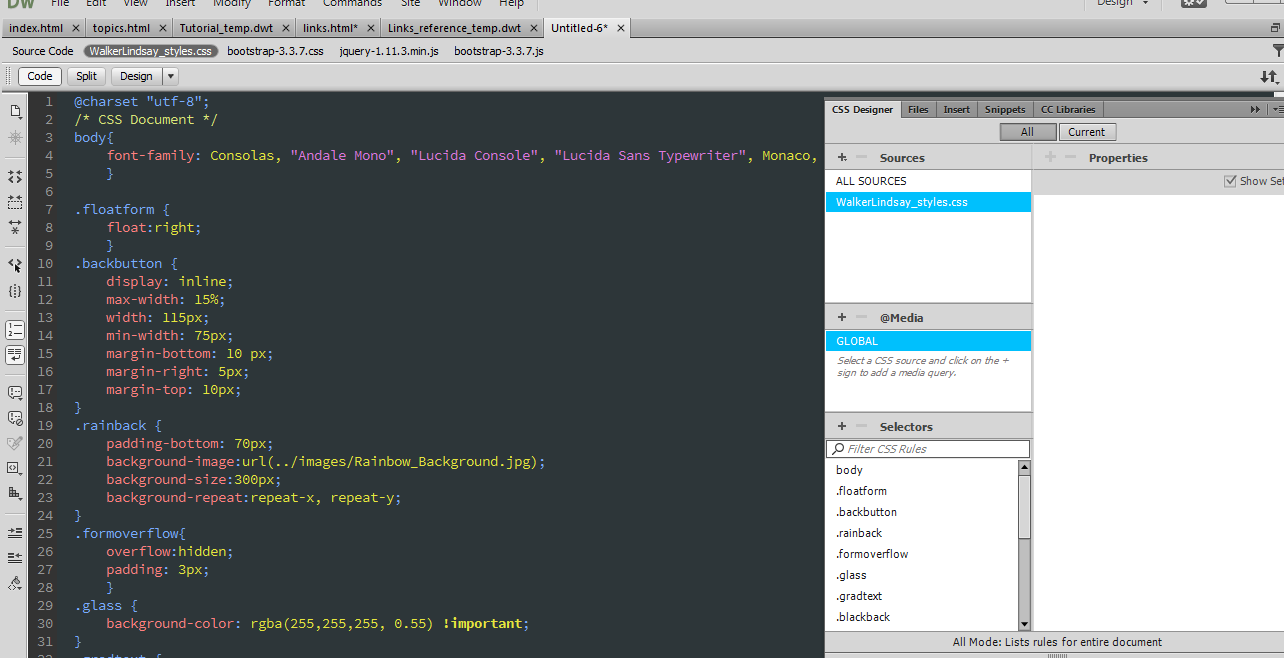 DW File Edit View Insert Modify Format Commands Site Window Help Design
index.html × topics.html × Tutorial_temp.dwt × links.html* × Links_reference_temp.dwt × Untitled-6* ×
Source Code WalkerLindsay_styles.css bootstrap-3.3.7.css jquery-1.11.3.min.js bootstrap-3.3.7.js
Code Split Design
1 @charset "utf-8";
2 /* CSS Document */
3 body{
4 font-family: Consolas, "Andale Mono", "Lucida Console", "Lucida Sans Typewriter", Monaco,
5 }
6
7 .floatform {
8 float:right;
9 }
10 .backbutton {
11 display: inline;
12 max-width: 15%;
13 width: 115px;
14 min-width: 75px;
15 margin-bottom: 10 px;
16 margin-right: 5px;
17 margin-top: 10px;
18 }
19 .rainback {
20 padding-bottom: 70px;
21 background-image:url(../images/Rainbow_Background.jpg);
22 background-size:300px;
23 background-repeat:repeat-x, repeat-y;
24 }
25 .formoverflow{
26 overflow:hidden;
27 padding: 3px;
28 }
29 .glass {
30 background-color: rgba(255,255,255, 0.55) !important;
31 }
32 .gradtext {
CSS Designer Files Insert Snippets CC Libraries
All Current
+ − Sources
ALL SOURCES
WalkerLindsay_styles.css
+ − @Media
GLOBAL
Select a CSS source and click on the +
sign to add a media query.
+ − Selectors
Filter CSS Rules
body
.floatform
.backbutton
.rainback
.formoverflow
.glass
.gradtext
.blackback
+ − Properties
Show Set
All Mode: Lists rules for entire document